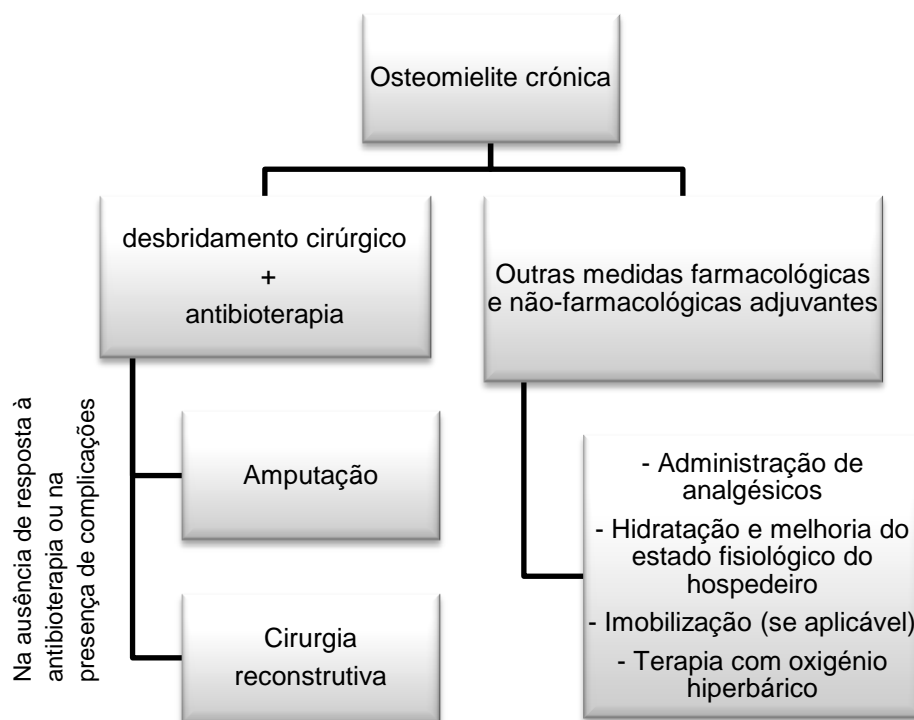 Osteomielite crónica
desbridamento cirúrgico
+
antibioterapia
Outras medidas farmacológicas
e não-farmacológicas adjuvantes
Na ausência de resposta à
antibioterapia ou na
presença de complicações
Amputação
Cirurgia
reconstrutiva
- Administração de
analgésicos
- Hidratação e melhoria do
estado fisiológico do
hospedeiro
- Imobilização (se aplicável)
- Terapia com oxigénio
hiperbárico